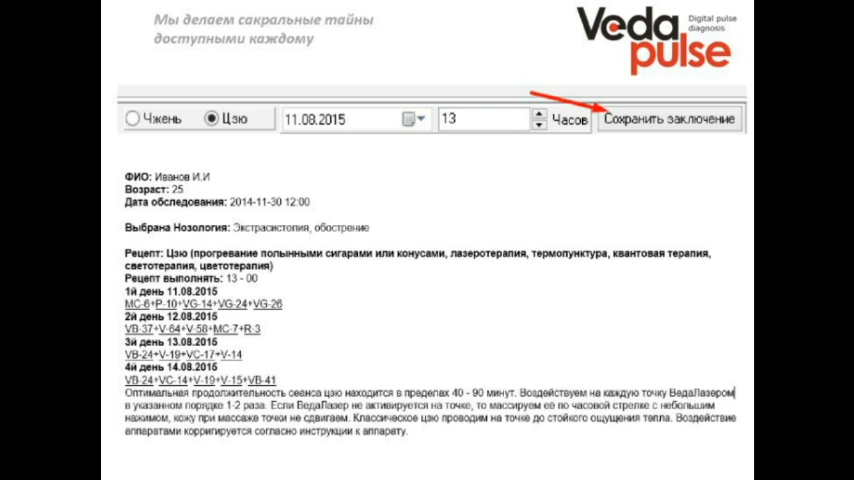 Мы делаем сакральные тайны
доступными каждому
Veda
pulse
Digital pulse
diagnosis
Чжень
Цзю
11.08.2015
13
Часов
Сохранить заключение
ФИО: Иванов И.И
Возраст: 25
Дата обследования: 2014-11-30 12:00
Выбрана Нозология: Экстрасистолия, обострение
Рецепт: Цзю (прогревание полынными сигарами или конусами, лазеротерапия, термопунктура, квантовая терапия,
светотерапия, цветотерапия)
Рецепт выполнять: 13 - 00
1й день 11.08.2015
MC-6+P-10+VG-14+VG-24+VG-26
2й день 12.08.2015
VB-37+V-64+V-58+MC-7+R-3
3й день 13.08.2015
VB-24+V-19+VC-17+V-14
4й день 14.08.2015
VB-24+VC-14+V-19+V-15+VB-41
Оптимальная продолжительность сеанса цзю находится в пределах 40 - 90 минут. Воздействуем на каждую точку ВедаЛазером
в указанном порядке 1-2 раза. Если ВедаЛазер не активируется на точке, то массируем её по часовой стрелке с небольшим
нажимом, кожу при массаже точки не сдвигаем. Классическое цзю проводим на точке до стойкого ощущения тепла. Воздействие
аппаратами корригируется согласно инструкции к аппарату.